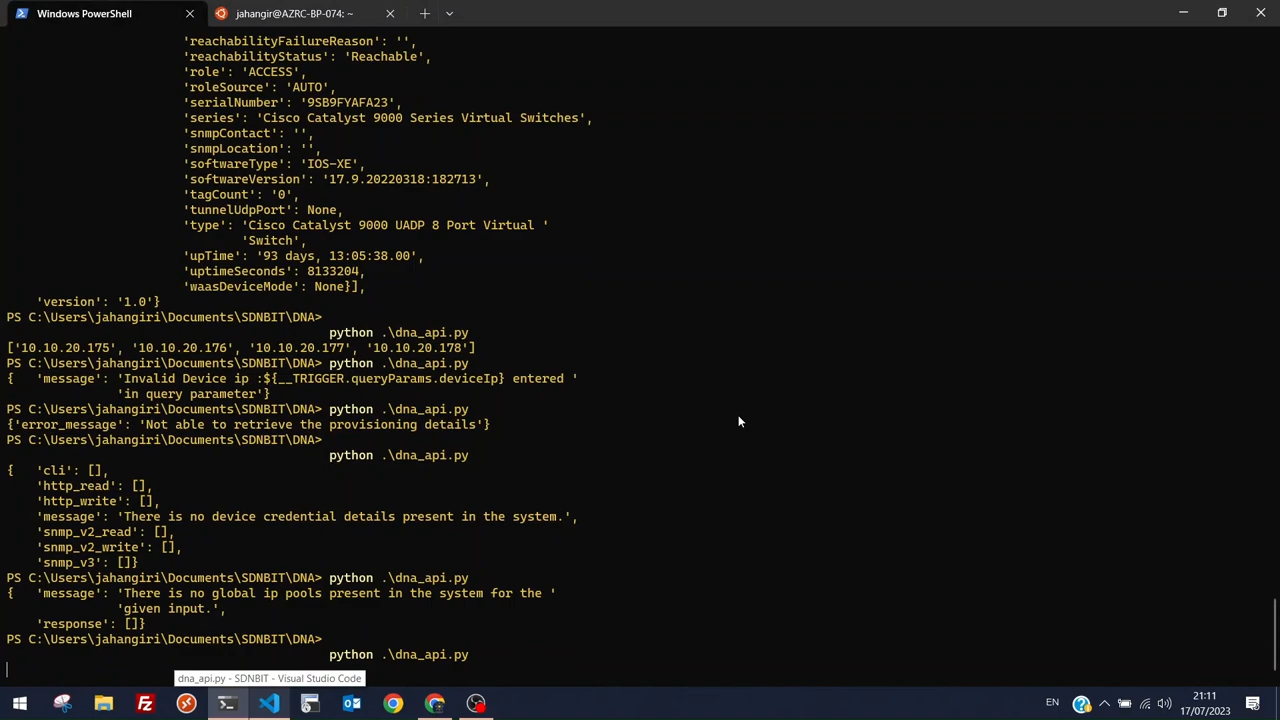 Windows PowerShell
jahangir@AZRC-BP-074: ~
'reachabilityFailureReason': '',
'reachabilityStatus': 'Reachable',
'role': 'ACCESS',
'roleSource': 'AUTO',
'serialNumber': '9SB9FYAFA23',
'series': 'Cisco Catalyst 9000 Series Virtual Switches',
'snmpContact': '',
'snmpLocation': '',
'softwareType': 'IOS-XE',
'softwareVersion': '17.9.20220318:182713',
'tagCount': '0',
'tunnelUdpPort': None,
'type': 'Cisco Catalyst 9000 UADP 8 Port Virtual '
'Switch',
'upTime': '93 days, 13:05:38.00',
'uptimeSeconds': 8133204,
'waasDeviceMode': None}],
'version': '1.0'}
PS C:\Users\jahangiri\Documents\SDNBIT\DNA>
python .\dna_api.py
['10.10.20.175', '10.10.20.176', '10.10.20.177', '10.10.20.178']
PS C:\Users\jahangiri\Documents\SDNBIT\DNA> python .\dna_api.py
{ 'message': 'Invalid Device ip :${__TRIGGER.queryParams.deviceIp} entered '
'in query parameter'}
PS C:\Users\jahangiri\Documents\SDNBIT\DNA> python .\dna_api.py
{'error_message': 'Not able to retrieve the provisioning details'}
PS C:\Users\jahangiri\Documents\SDNBIT\DNA>
python .\dna_api.py
{ 'cli': [],
'http_read': [],
'http_write': [],
'message': 'There is no device credential details present in the system.',
'snmp_v2_read': [],
'snmp_v2_write': [],
'snmp_v3': []}
PS C:\Users\jahangiri\Documents\SDNBIT\DNA> python .\dna_api.py
{ 'message': 'There is no global ip pools present in the system for the '
'given input.',
'response': []}
PS C:\Users\jahangiri\Documents\SDNBIT\DNA>
python .\dna_api.py
dna_api.py - SDNBIT - Visual Studio Code
EN
21:11
17/07/2023